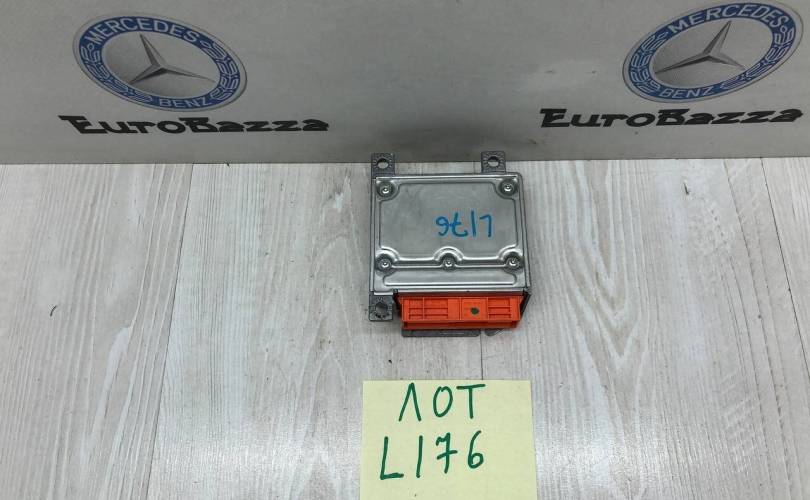 MERCEDES
BENZ
EUROBAZZA
MERCEDES
BENZ
EUROBAZZA
L176
ЛОТ
L176